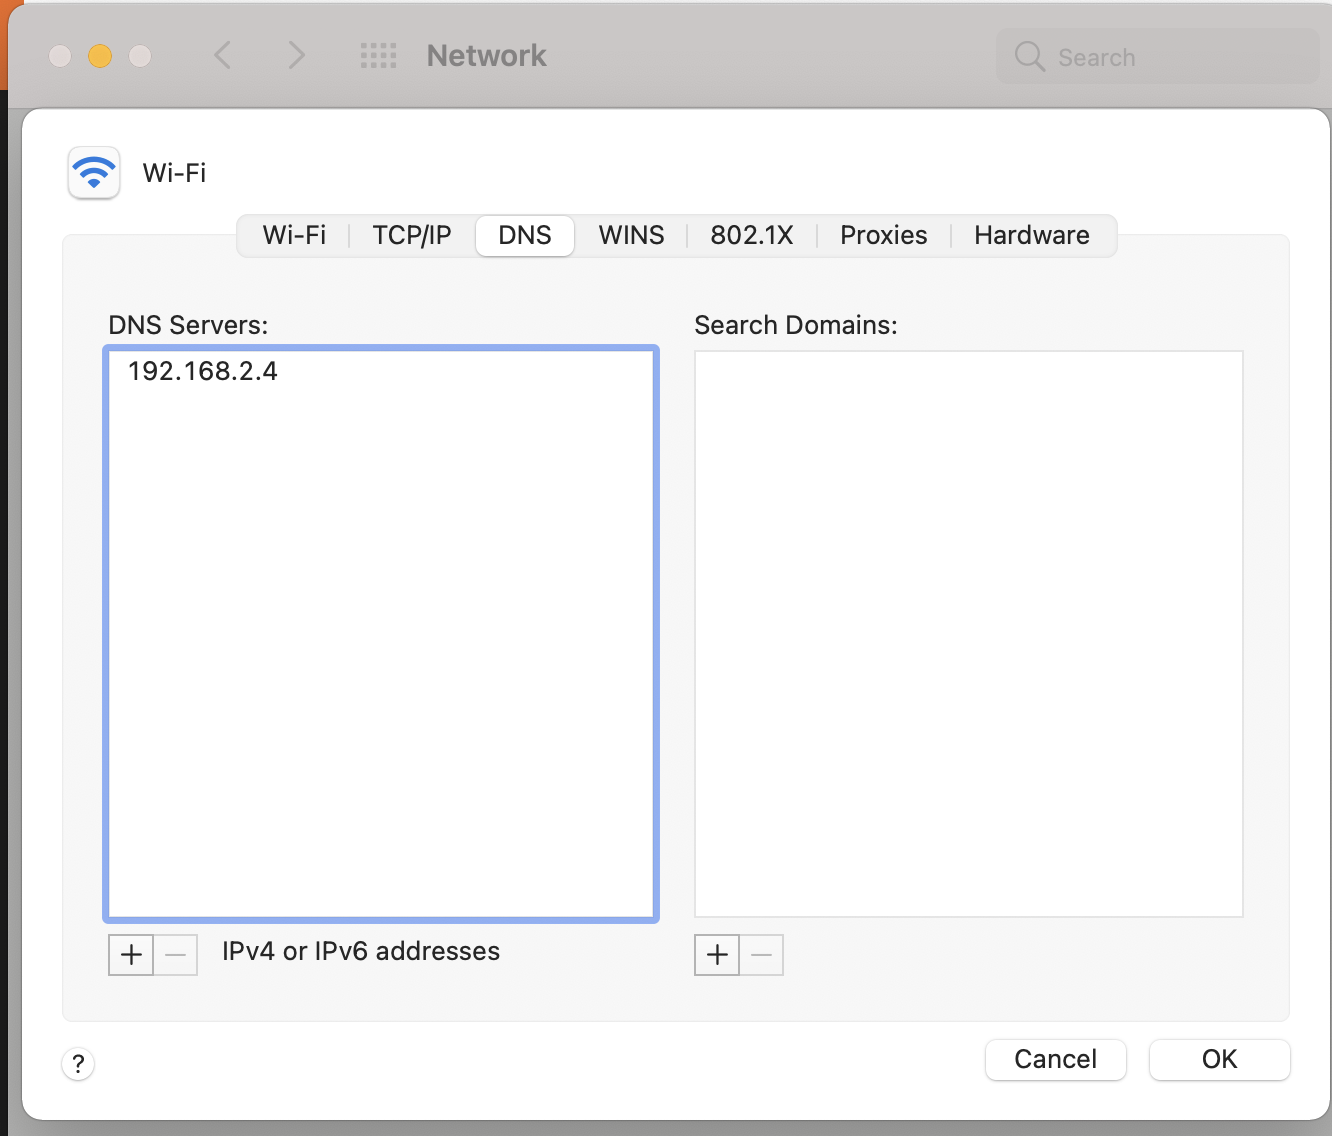 Network
Search
Wi-Fi
Wi-Fi TCP/IP DNS WINS 802.1X Proxies Hardware
DNS Servers:
192.168.2.4
IPv4 or IPv6 addresses
Search Domains:
?
Cancel
OK